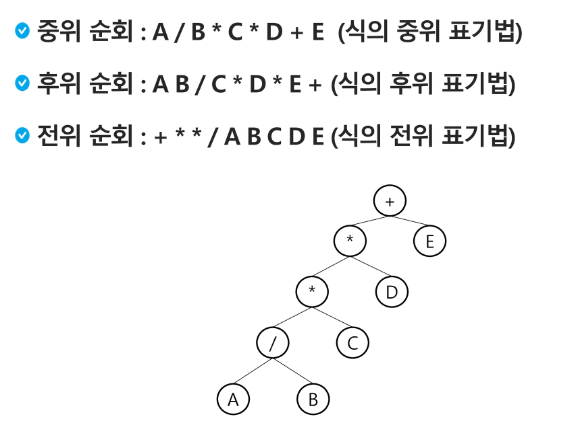 중위 순회 : A / B * C * D + E (식의 중위 표기법)
후위 순회 : A B / C * D * E + (식의 후위 표기법)
전위 순회 : + * * / A B C D E (식의 전위 표기법)
+
* E
* D
/ C
A B